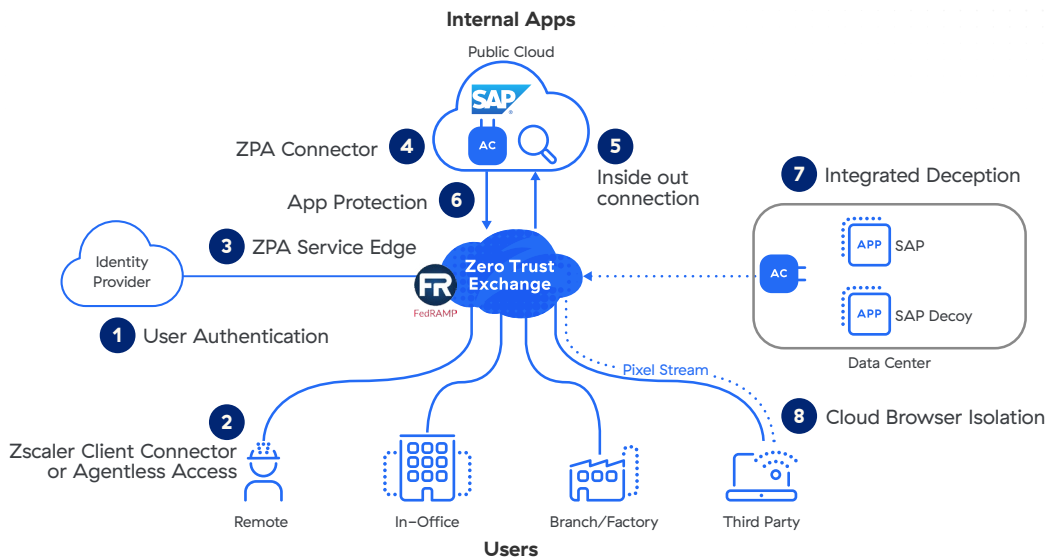 Internal Apps
Public Cloud
SAP
AC
4
ZPA Connector
5
Inside out
connection
6
App Protection
7
Integrated Deception
3
ZPA Service Edge
Identity
Provider
Zero Trust
Exchange
FR
FedRAMP
AC
APP
SAP
APP
SAP Decoy
Data Center
1
User Authentication
Pixel Stream
2
Zscaler Client Connector
or Agentless Access
8
Cloud Browser Isolation
Remote
In-Office
Branch/Factory
Third Party
Users